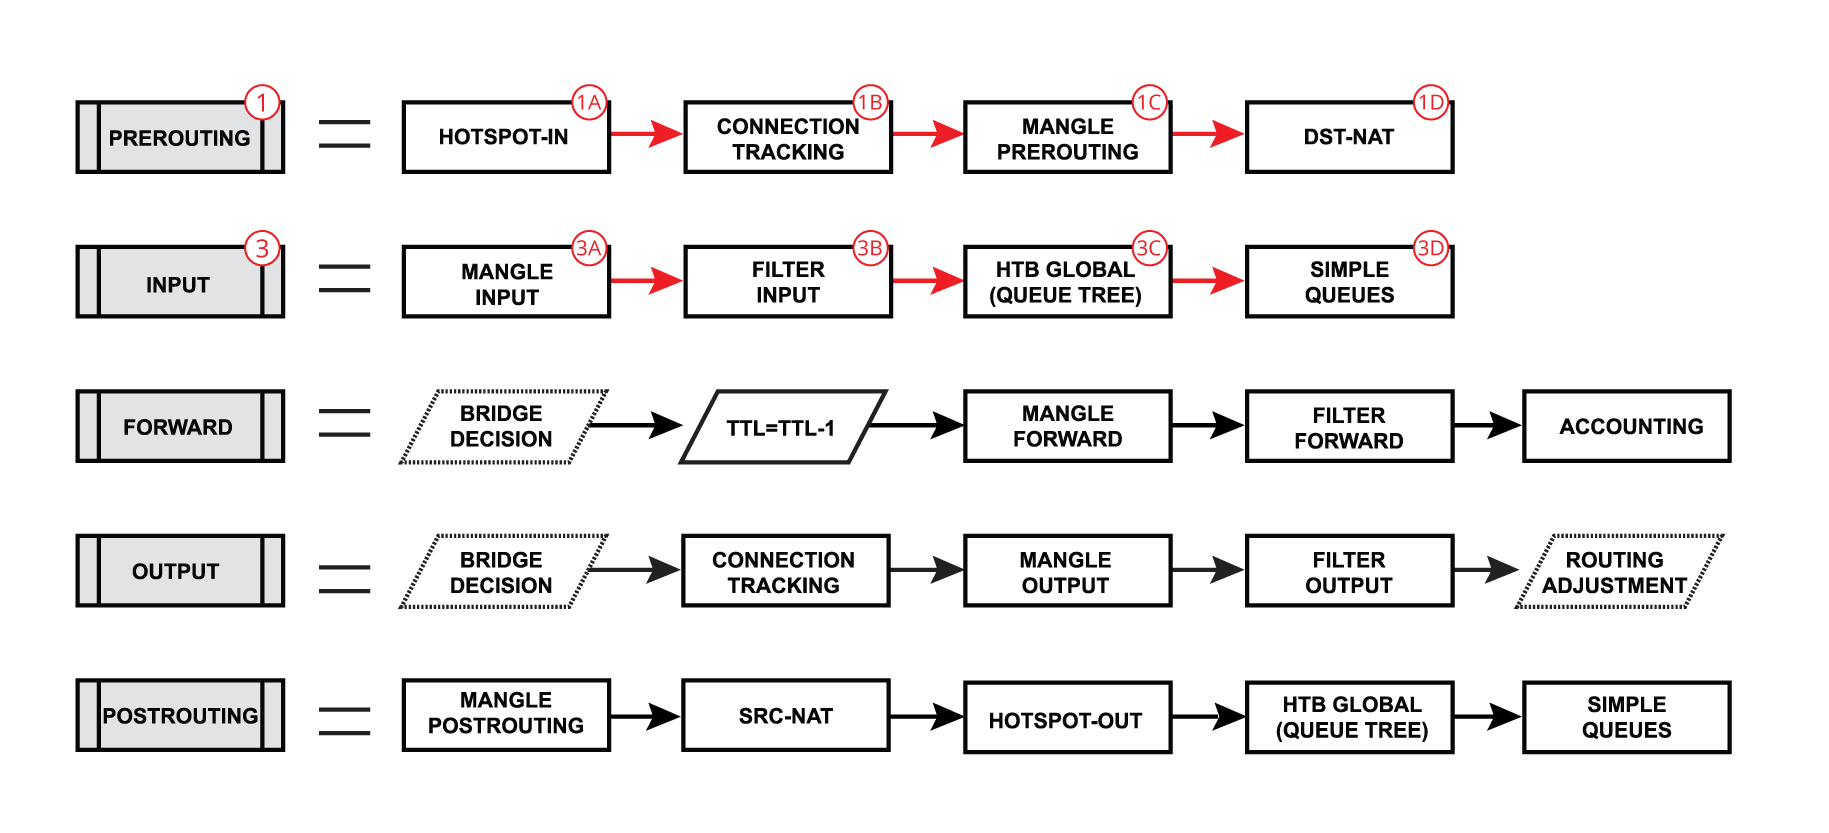 1
PREROUTING
1A
HOTSPOT-IN
1B
CONNECTION
TRACKING
1C
MANGLE
PREROUTING
1D
DST-NAT
3
INPUT
3A
MANGLE
INPUT
3B
FILTER
INPUT
3C
HTB GLOBAL
(QUEUE TREE)
3D
SIMPLE
QUEUES
FORWARD
BRIDGE
DECISION
TTL=TTL-1
MANGLE
FORWARD
FILTER
FORWARD
ACCOUNTING
OUTPUT
BRIDGE
DECISION
CONNECTION
TRACKING
MANGLE
OUTPUT
FILTER
OUTPUT
ROUTING
ADJUSTMENT
POSTROUTING
MANGLE
POSTROUTING
SRC-NAT
HOTSPOT-OUT
HTB GLOBAL
(QUEUE TREE)
SIMPLE
QUEUES